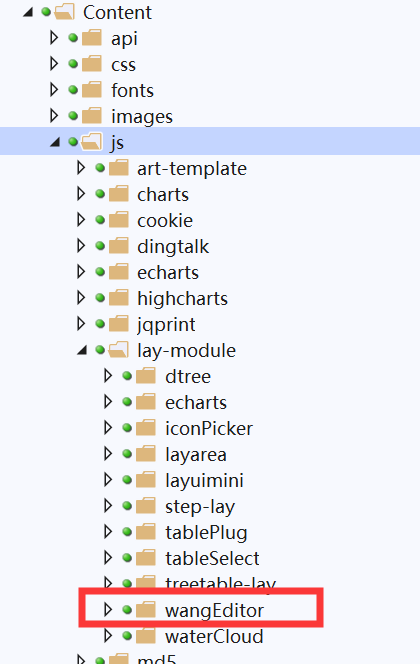 Content
api
css
fonts
images
js
art-template
charts
cookie
dingtalk
echarts
highcharts
jqprint
lay-module
dtree
echarts
iconPicker
layarea
layuimini
step-lay
tablePlug
tableSelect
treetable-lay
wangEditor
waterCloud
md5